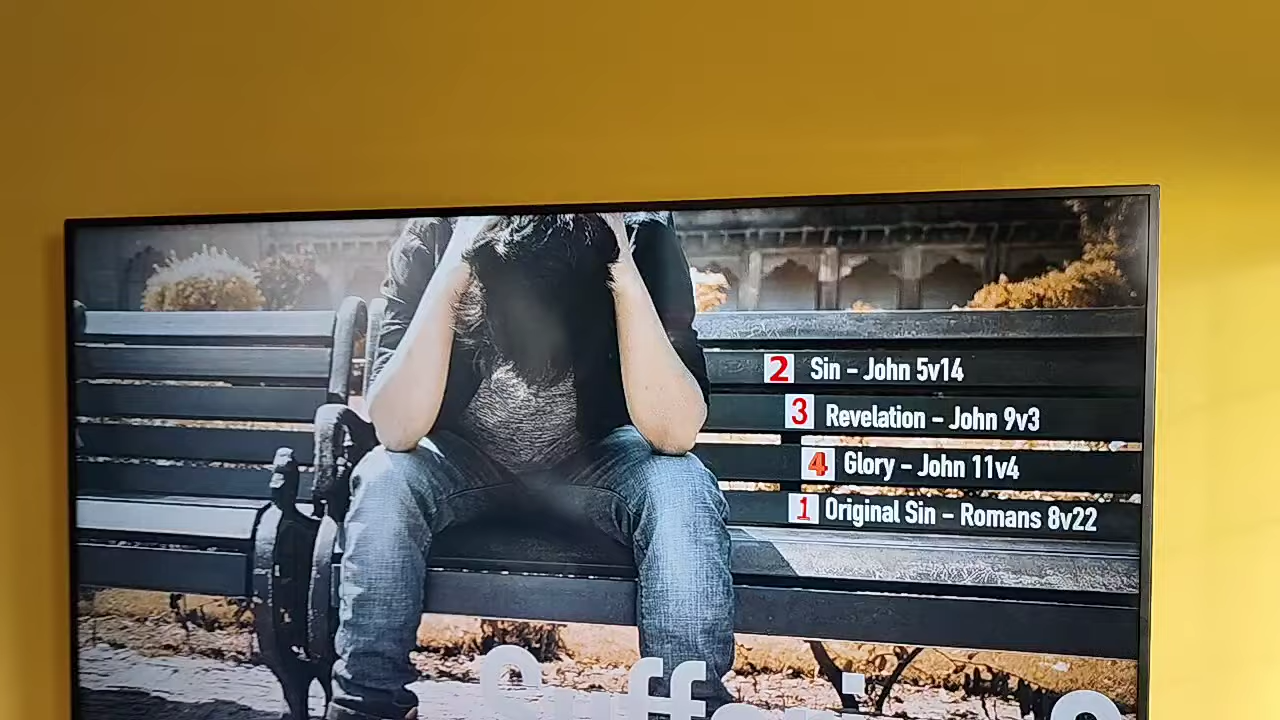 2 Sin – John 5v14
3 Revelation – John 9v3
4 Glory – John 11v4
1 Original Sin – Romans 8v22